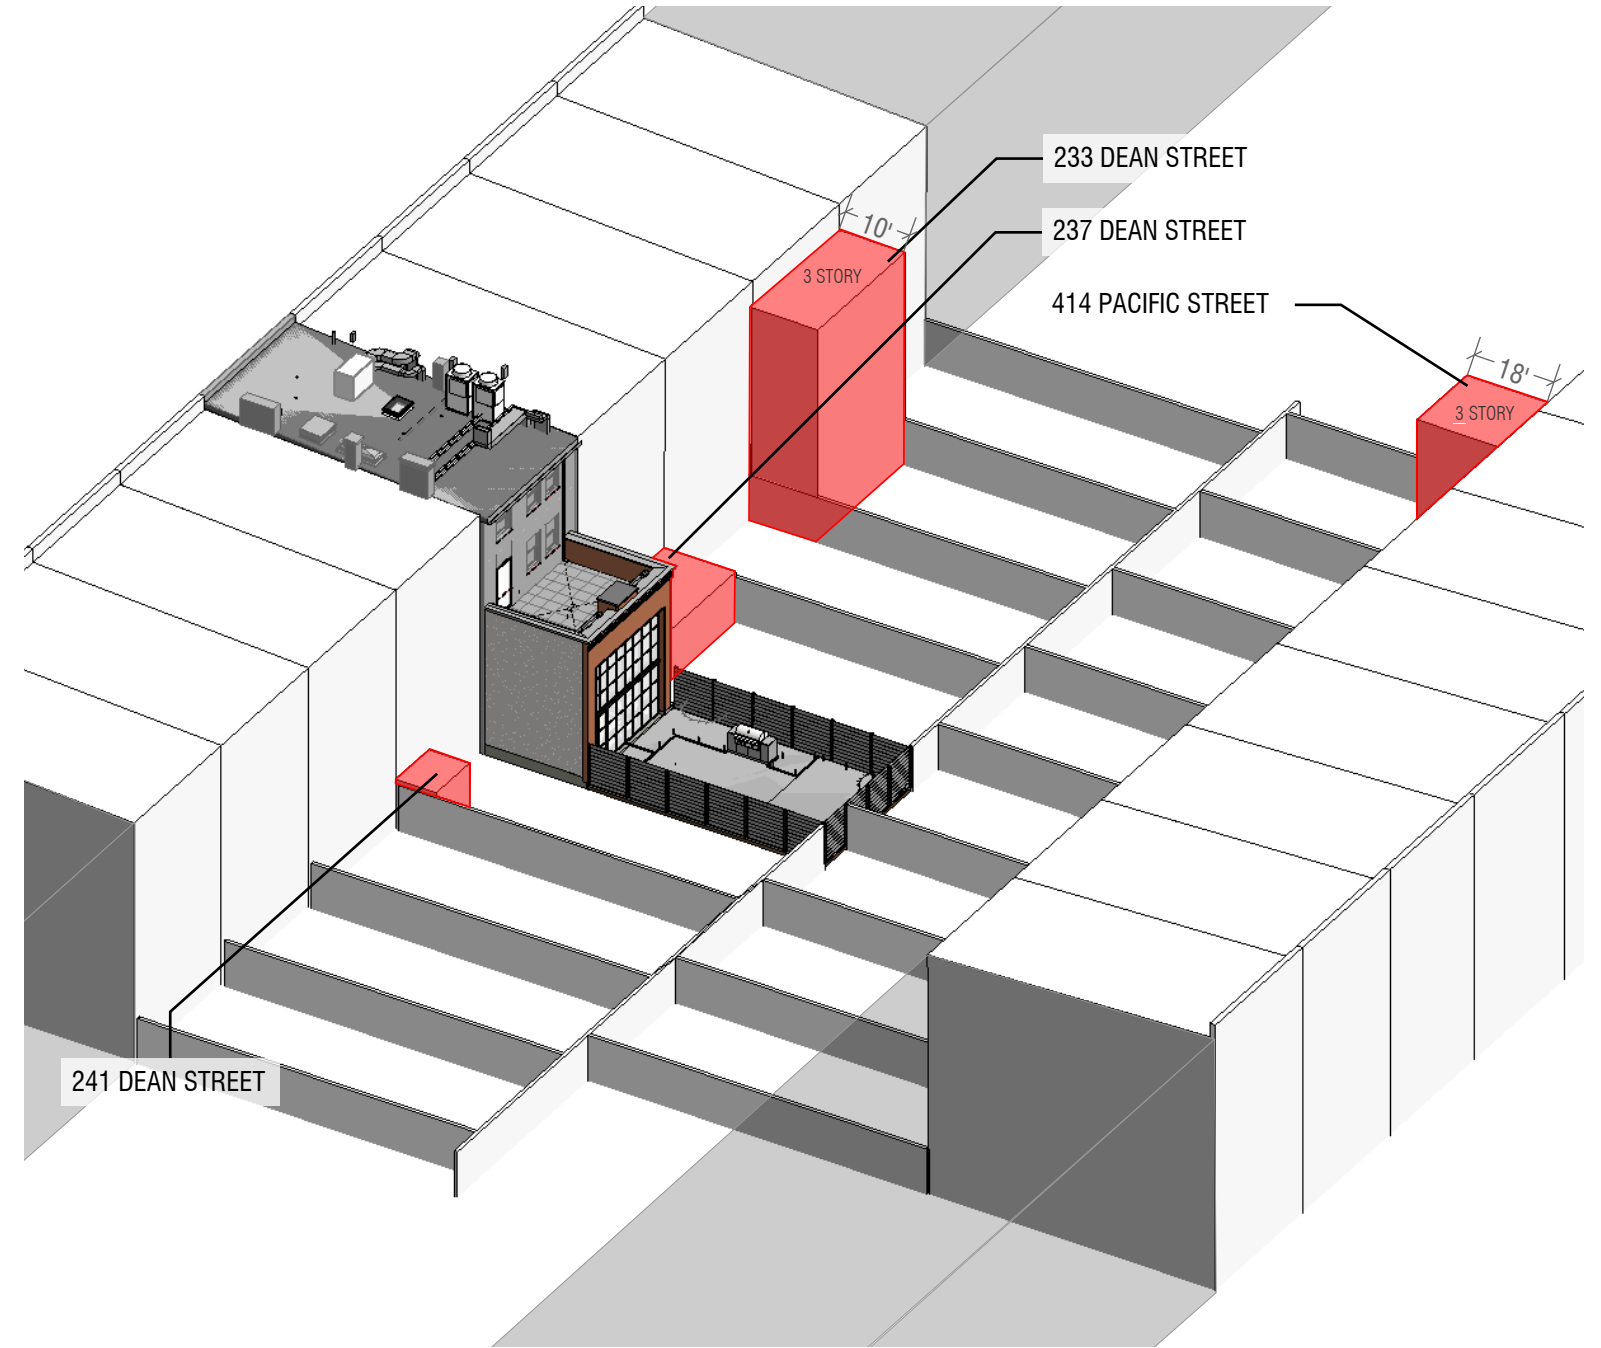 233 DEAN STREET
10'
237 DEAN STREET
3 STORY
414 PACIFIC STREET
18'
3 STORY
241 DEAN STREET